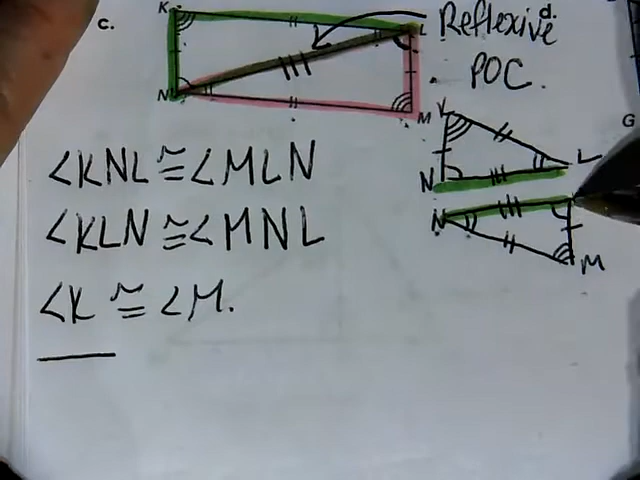 c.
K
L
N
M
Reflexive
d.
POC.
G
∠KNL ≅ ∠MLN
∠KLN ≅ ∠MNL
∠K ≅ ∠M.
K
N
L
N
M